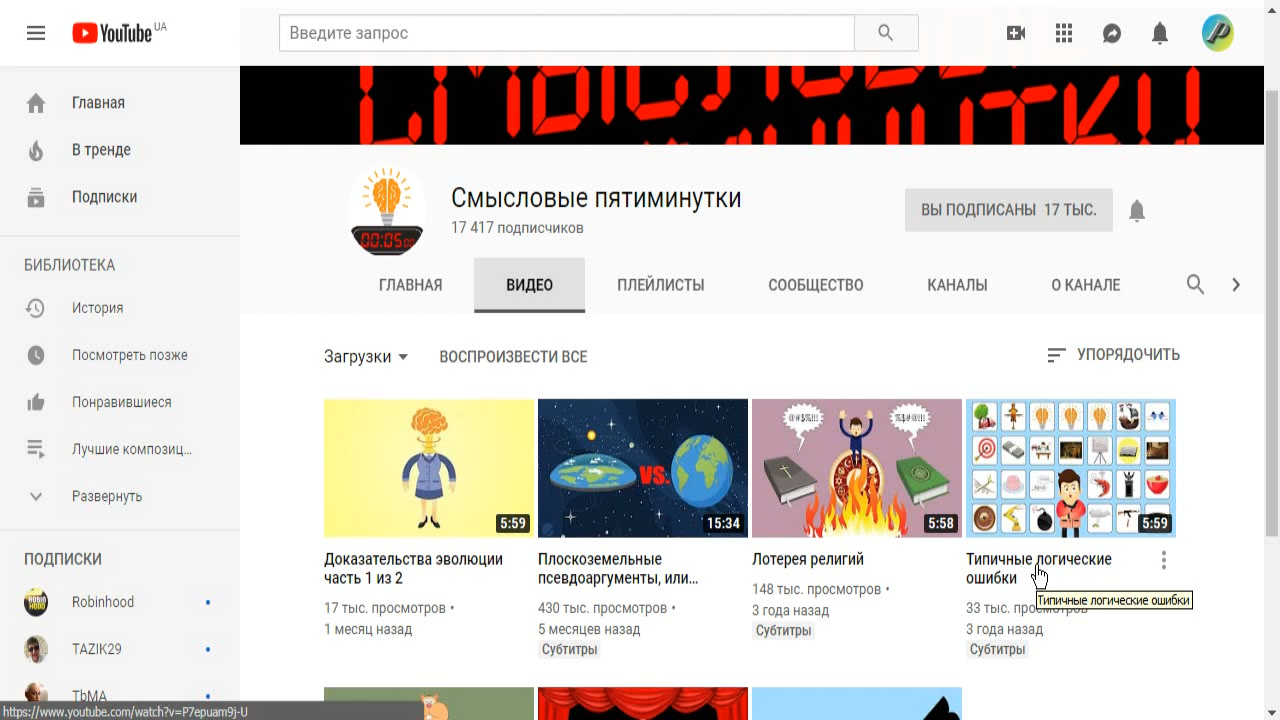 YouTube UA
Введите запрос
Главная
В тренде
Подписки
БИБЛИОТЕКА
История
Посмотреть позже
Понравившиеся
Лучшие композиц...
Развернуть
ПОДПИСКИ
Robinhood
TAZIK29
TbMA
Смысловые пятиминутки
17 417 подписчиков
ВЫ ПОДПИСАНЫ 17 ТЫС.
ГЛАВНАЯ
ВИДЕО
ПЛЕЙЛИСТЫ
СООБЩЕСТВО
КАНАЛЫ
О КАНАЛЕ
Загрузки
ВОСПРОИЗВЕСТИ ВСЕ
УПОРЯДОЧИТЬ
5:59
Доказательства эволюции
часть 1 из 2
17 тыс. просмотров •
1 месяц назад
VS.
15:34
Плоскоземельные
псевдоаргументы, или...
430 тыс. просмотров •
5 месяцев назад
Субтитры
5:58
Лотерея религий
148 тыс. просмотров •
3 года назад
Субтитры
5:59
Типичные логические
ошибки
Типичные логические ошибки
33 тыс. просмотров
3 года назад
Субтитры
https://www.youtube.com/watch?v=P7epuam9j-U